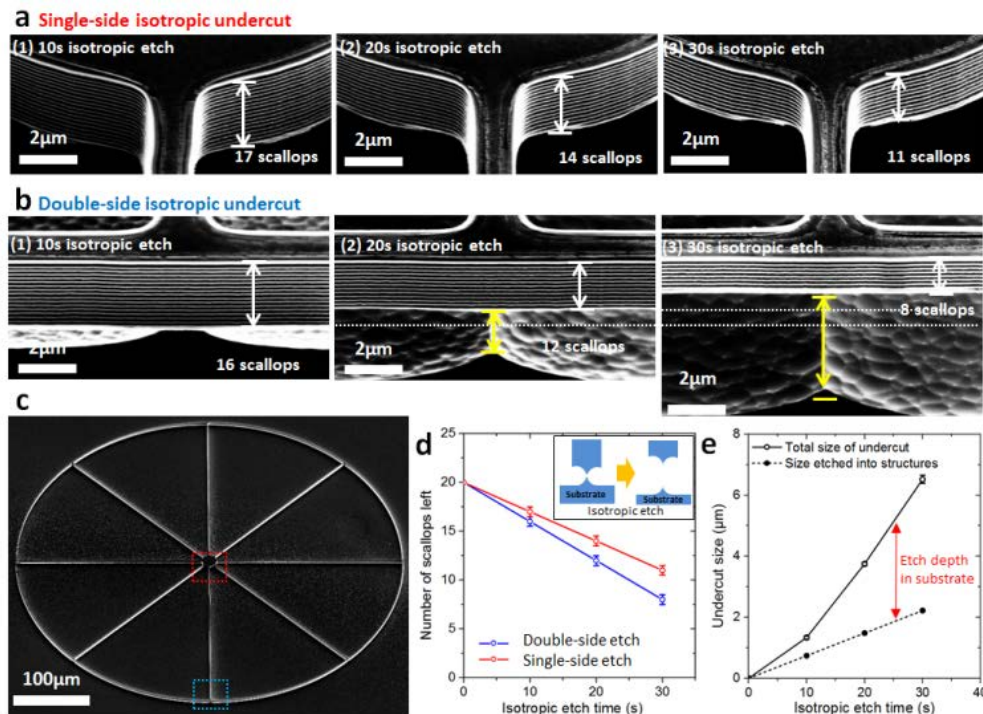 a Single-side isotropic undercut
(1) 10s isotropic etch
2μm
17 scallops
(2) 20s isotropic etch
2μm
14 scallops
(3) 30s isotropic etch
2μm
11 scallops
b Double-side isotropic undercut
(1) 10s isotropic etch
2μm
16 scallops
(2) 20s isotropic etch
2μm
12 scallops
(3) 30s isotropic etch
8 scallops
2μm
c
100μm
d
25
20
15
10
5
0
Number of scallops left
Substrate
Substrate
Isotropic etch
Double-side etch
Single-side etch
0
10
20
30
Isotropic etch time (s)
e
8
6
4
2
0
Undercut size (μm)
Total size of undercut
Size etched into structures
Etch depth
in substrate
0
10
20
30
40
Isotropic etch time (s)